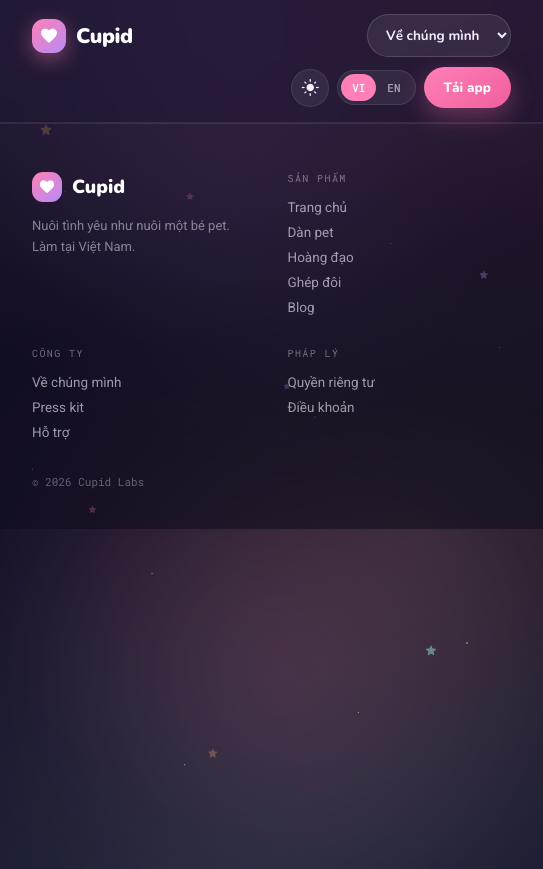 Cupid
Về chúng mình
VI
EN
Tải app
Cupid
Nuôi tình yêu như nuôi một bé pet.
Làm tại Việt Nam.
SẢN PHẨM
Trang chủ
Dàn pet
Hoàng đạo
Ghép đôi
Blog
CÔNG TY
Về chúng mình
Press kit
Hỗ trợ
PHÁP LÝ
Quyền riêng tư
Điều khoản
© 2026 Cupid Labs